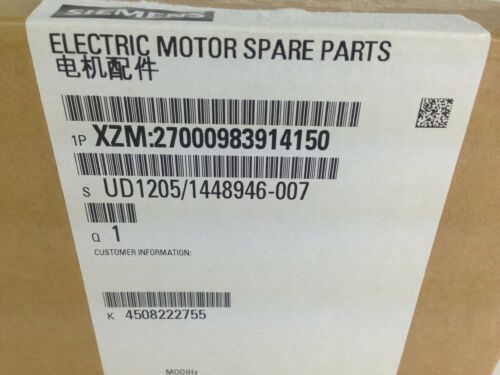 SIEMENS
ELECTRIC MOTOR SPARE PARTS
电机配件
1P XZM:27000983914150
S UD1205/1448946-007
Q 1
CUSTOMER INFORMATION:
K 4508222755
MODIHz